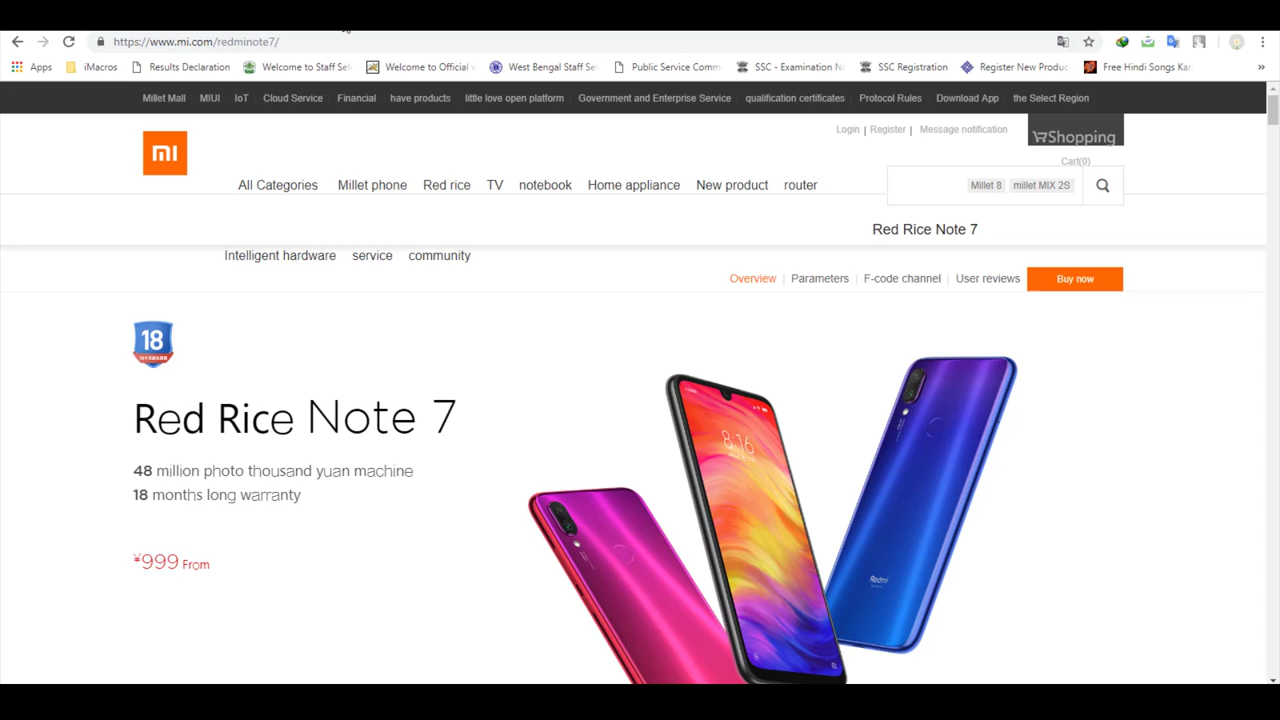 https://www.mi.com/redminote7/
Apps iMacros Results Declaration Welcome to Staff Sel Welcome to Official West Bengal Staff Se Public Service Comm SSC - Examination N SSC Registration Register New Produc Free Hindi Songs Ka »
Millet Mall MIUI IoT Cloud Service Financial have products little love open platform Government and Enterprise Service qualification certificates Protocol Rules Download App the Select Region
Login | Register | Message notification
Shopping
Cart(0)
mi
All Categories Millet phone Red rice TV notebook Home appliance New product router
Millet 8 millet MIX 2S
Red Rice Note 7
Intelligent hardware service community
Overview | Parameters | F-code channel | User reviews Buy now
18
Red Rice Note 7
48 million photo thousand yuan machine
18 months long warranty
¥999 From
8:16
Redmi